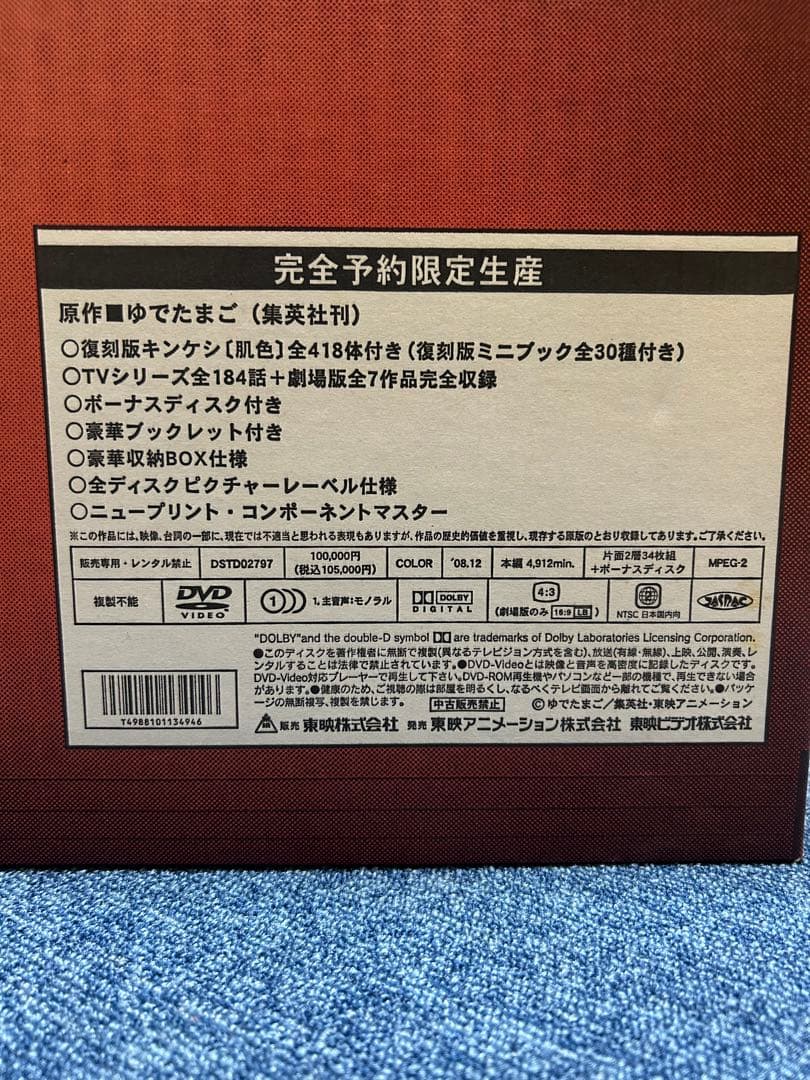 完全予約限定生産
原作■ゆでたまご（集英社刊）
○復刻版キンケシ〔肌色〕全418体付き（復刻版ミニブック全30種付き）
○TVシリーズ全184話＋劇場版全7作品完全収録
○ボーナスディスク付き
○豪華ブックレット付き
○豪華収納BOX仕様
○全ディスクピクチャーレーベル仕様
○ニュープリント・コンポーネントマスター
※この作品には、映像、台詞の一部に、現在では不適当と思われる表現もありますが、作品の歴史的価値を重視し、現存する原版のとおり収録してあります。ご了承ください。
販売専用・レンタル禁止 DSTD02797 100,000円 (税込105,000円) COLOR '08.12 本編 4,912min. 片面2層34枚組 +ボーナスディスク MPEG-2
複製不能 DVD VIDEO 1 1.主音声:モノラル DOLBY DIGITAL 4:3 (劇場版のみ 16:9 LB) 2 NTSC 日本国内向
"DOLBY"and the double-D symbol are trademarks of Dolby Laboratories Licensing Corporation.
●このディスクを著作権者に無断で複製(異なるテレビジョン方式を含む)、放送(有線・無線)、上映、公開、演奏、レ
ンタルすることは法律で禁止されています。●DVD-Videoとは映像と音声を高密度に記録したディスクです。
DVD-Video対応プレーヤーで再生して下さい。DVD-ROM再生機やパソコンなど一部の機種で、再生できない場合
があります。●健康のため、ご視聴の際は部屋を明るくし、なるべくテレビ画面から離れてご覧ください。●パッケ
ージの無断複写、複製を禁じます。 中古販売禁止 ©ゆでたまご／集英社・東映アニメーション
T4988101134946
販売 東映株式会社 発売 東映アニメーション株式会社 東映ビデオ株式会社